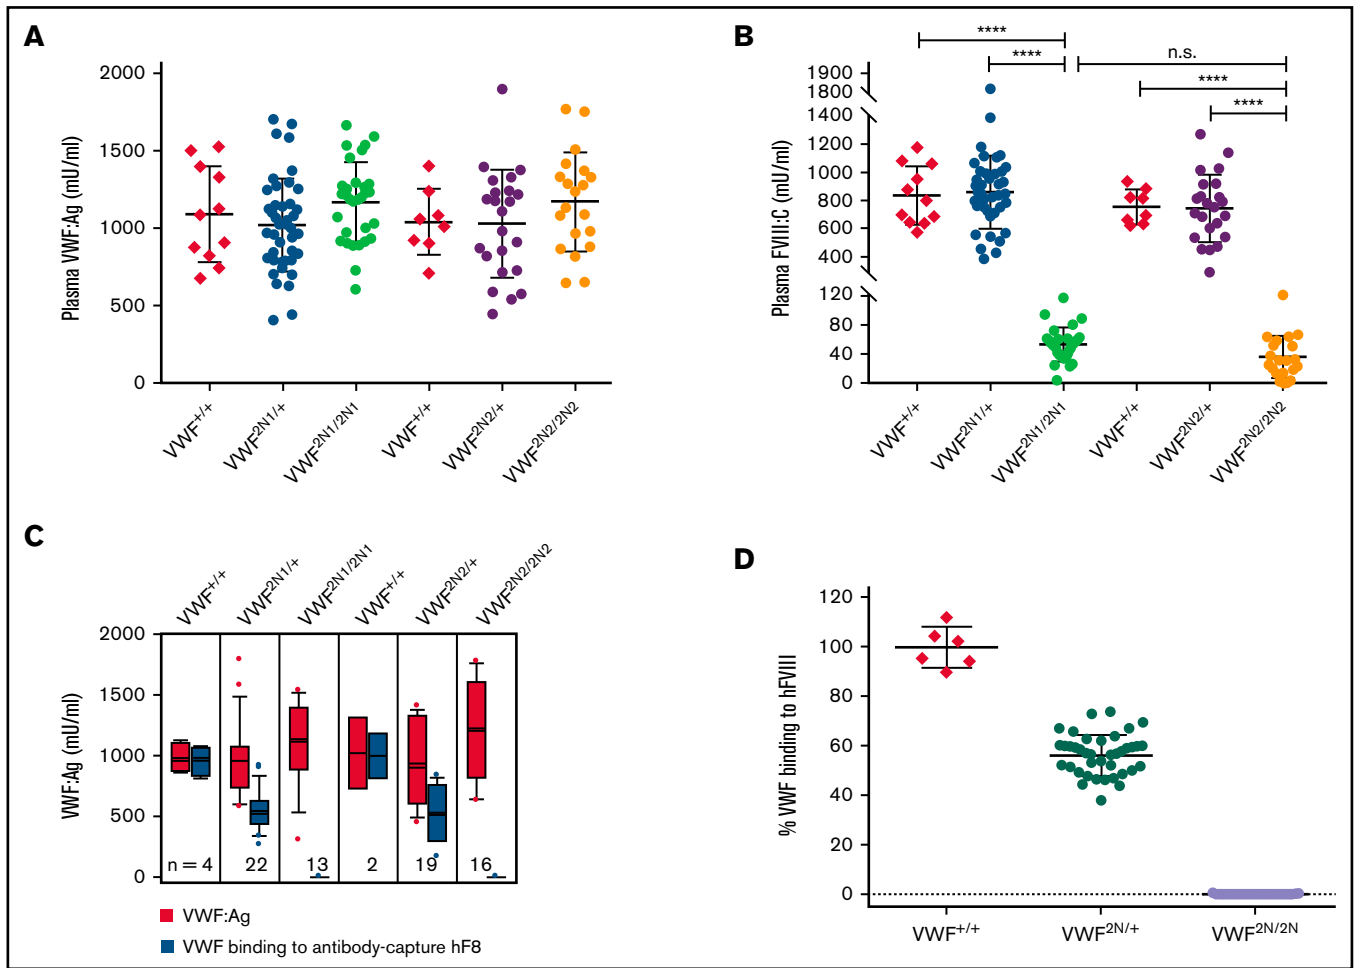 A
Plasma VWF:Ag (mU/ml)
2000
1500
1000
500
0
VWF+/+
VWF2N1/+
VWF2N1/2N1
VWF+/+
VWF2N2/+
VWF2N2/2N2
B
Plasma FVIII:C (mU/ml)
****
****
n.s.
****
****
1900
1800
1400
1200
1000
800
600
400
120
80
40
0
VWF+/+
VWF2N1/+
VWF2N1/2N1
VWF+/+
VWF2N2/+
VWF2N2/2N2
C
VWF+/+
VWF2N1/+
VWF2N1/2N1
VWF+/+
VWF2N2/+
VWF2N2/2N2
VWF:Ag (mU/ml)
2000
1500
1000
500
0
n = 4
22
13
2
19
16
VWF:Ag
VWF binding to antibody-capture hF8
D
% VWF binding to hFVIII
120
100
80
60
40
20
0
VWF+/+
VWF2N/+
VWF2N/2N